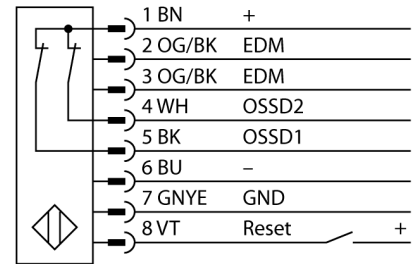 1 BN +
2 OG/BK EDM
3 OG/BK EDM
4 WH OSSD2
5 BK OSSD1
6 BU –
7 GNYE GND
8 VT Reset +